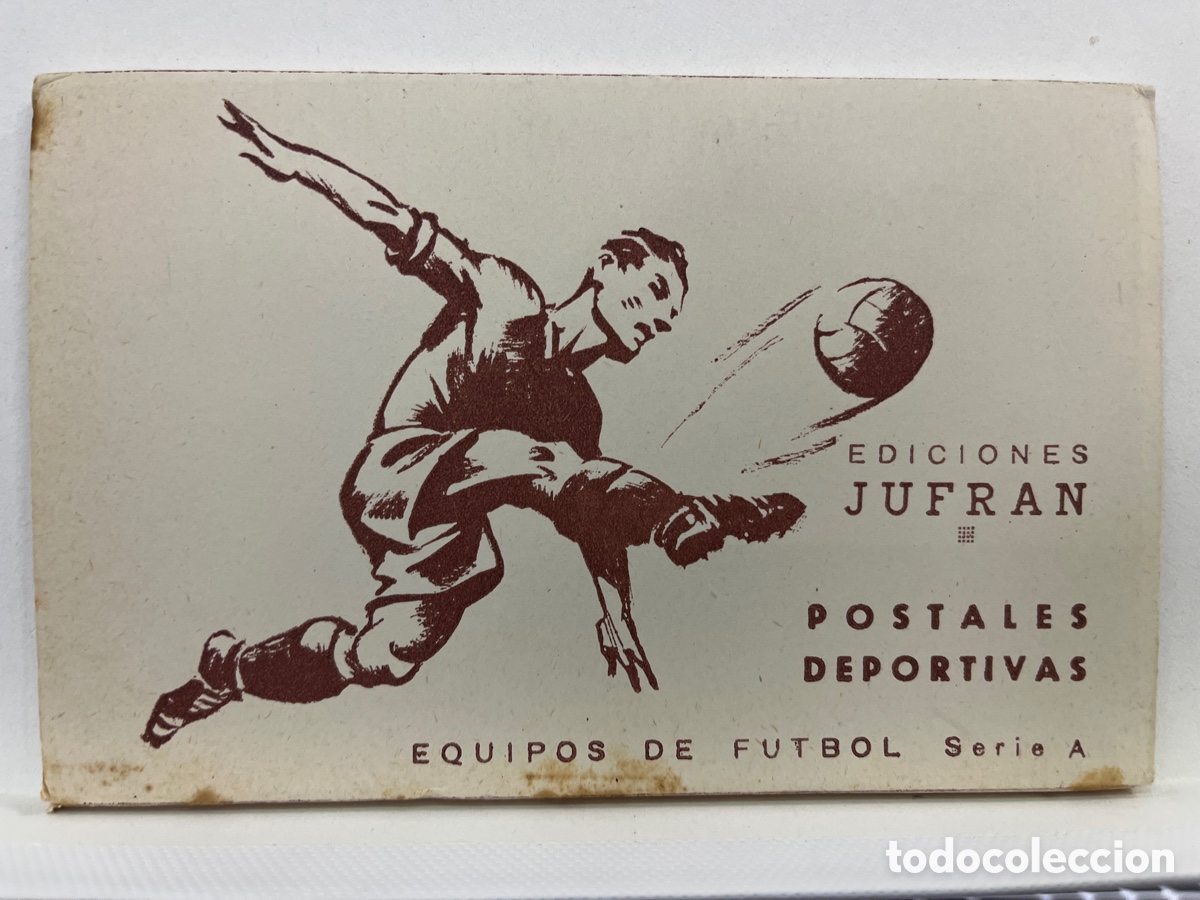 EDICIONES
JUFRAN
POSTALES
DEPORTIVAS
EQUIPOS DE FUTBOL Serie A
todocoleccion